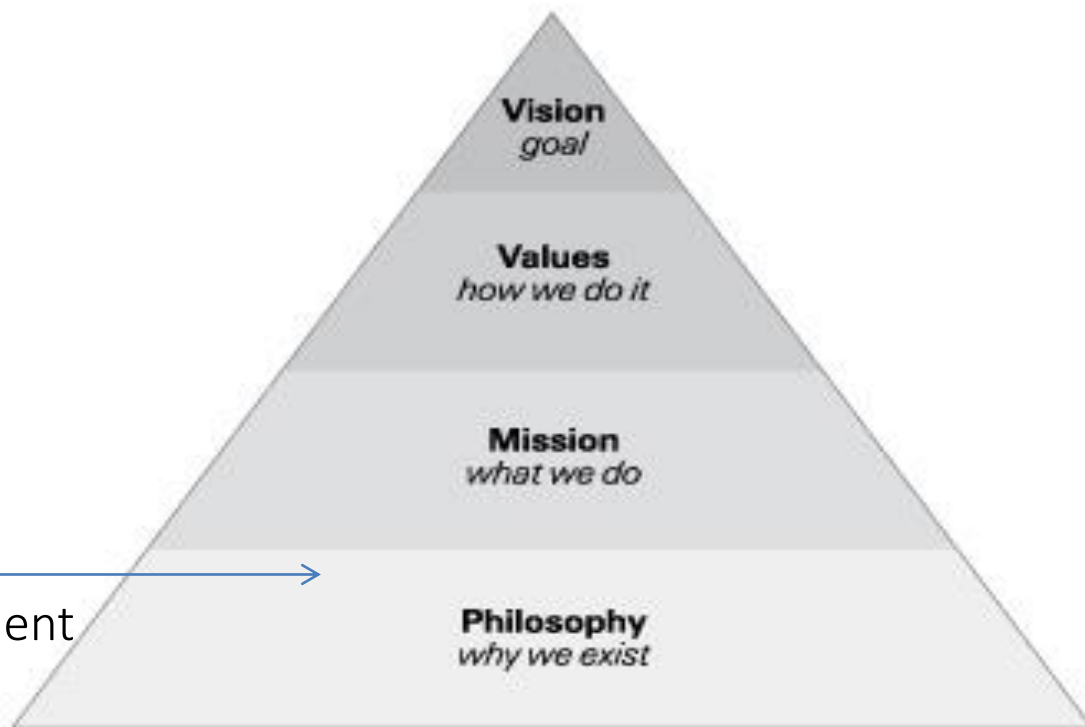 Vision
goal
Values
how we do it
Mission
what we do
ent
Philosophy
why we exist